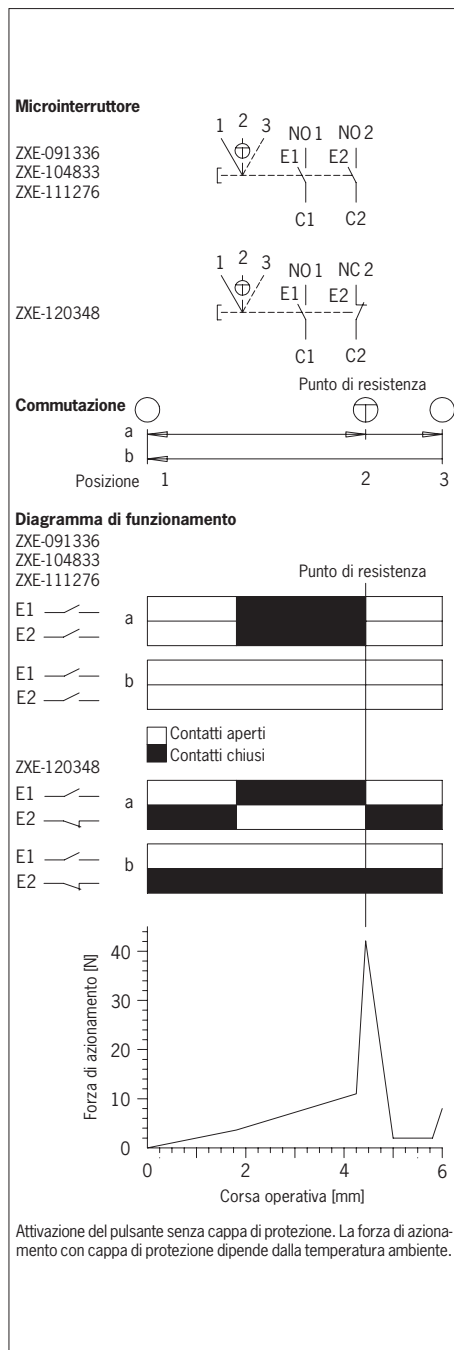 Microinterruttore
1 2 3 NO 1 NO 2
ZXE-091336
ZXE-104833
ZXE-111276
E1 E2
C1 C2
1 2 3 NO 1 NC 2
ZXE-120348
E1 E2
C1 C2
Punto di resistenza
Commutazione
a
b
Posizione 1 2 3
Diagramma di funzionamento
ZXE-091336
ZXE-104833
ZXE-111276
Punto di resistenza
E1
E2
a
E1
E2
b
Contatti aperti
Contatti chiusi
ZXE-120348
E1
E2
a
E1
E2
b
Forza di azionamento [N]
40
30
20
10
0
0 2 4 6
Corsa operativa [mm]
Attivazione del pulsante senza cappa di protezione. La forza di aziona-
mento con cappa di protezione dipende dalla temperatura ambiente.